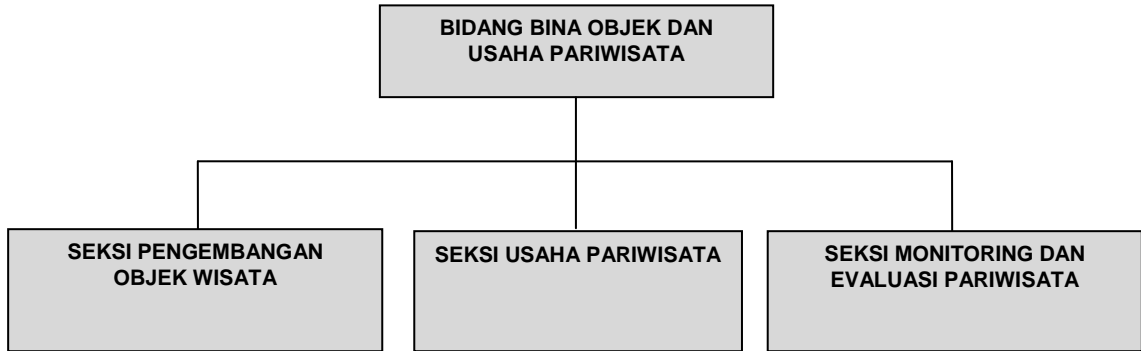 BIDANG BINA OBJEK DAN
USAHA PARIWISATA
SEKSI PENGEMBANGAN
OBJEK WISATA
SEKSI USAHA PARIWISATA
SEKSI MONITORING DAN
EVALUASI PARIWISATA